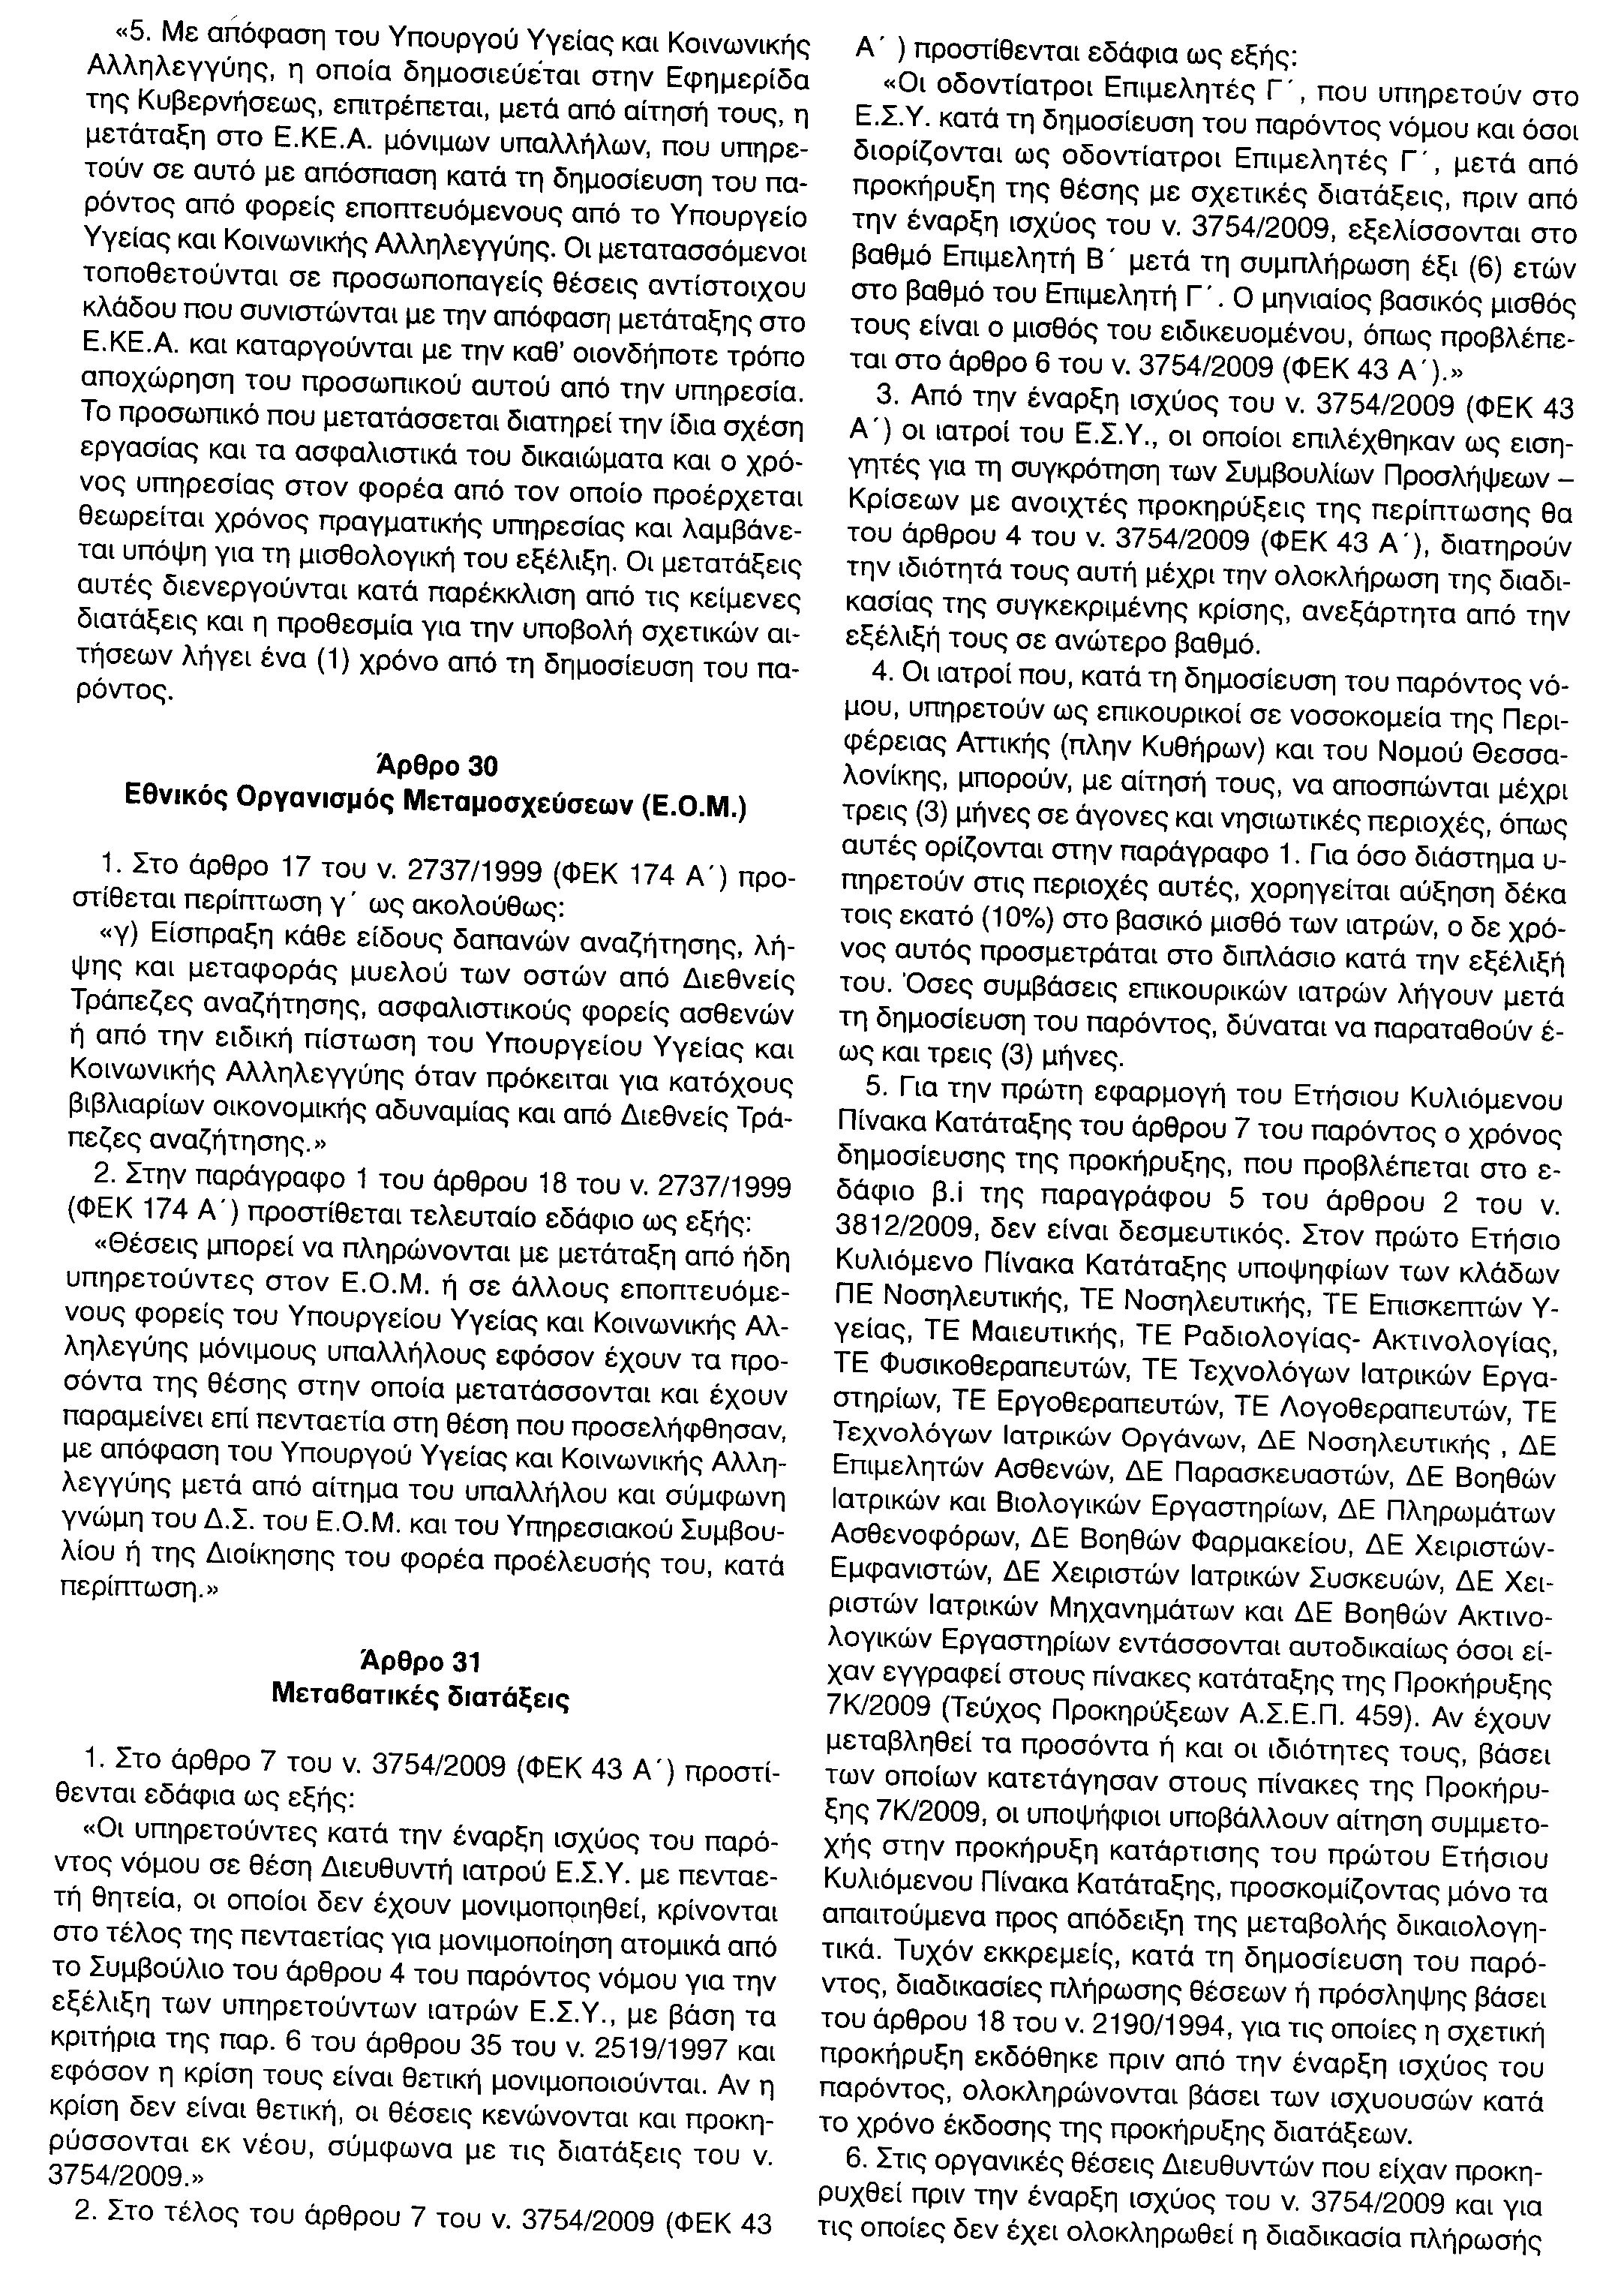 «5. Με απόφαση του Υπουργού Υγείας και Κοινωνικής
Αλληλεγγύης, η οποία δημοσιεύεται στην Εφημερίδα
της Κυβερνήσεως, επιτρέπεται, μετά από αίτησή τους, η
μετάταξη στο Ε.ΚΕ.Α. μόνιμων υπαλλήλων, που υπηρε-
τούν σε αυτό με απόσπαση κατά τη δημοσίευση του πα-
ρόντος από φορείς εποπτευόμενους από το Υπουργείο
Υγείας και Κοινωνικής Αλληλεγγύης. Οι μετατασσόμενοι
τοποθετούνται σε προσωποπαγείς θέσεις αντίστοιχου
κλάδου που συνιστώνται με την απόφαση μετάταξης στο
Ε.ΚΕ.Α. και καταργούνται με την καθ’ οιονδήποτε τρόπο
αποχώρηση του προσωπικού αυτού από την υπηρεσία.
Το προσωπικό που μετατάσσεται διατηρεί την ίδια σχέση
εργασίας και τα ασφαλιστικά του δικαιώματα και ο χρό-
νος υπηρεσίας στον φορέα από τον οποίο προέρχεται
θεωρείται χρόνος πραγματικής υπηρεσίας και λαμβάνε-
ται υπόψη για τη μισθολογική του εξέλιξη. Οι μετατάξεις
αυτές διενεργούνται κατά παρέκκλιση από τις κείμενες
διατάξεις και η προθεσμία για την υποβολή σχετικών αι-
τήσεων λήγει ένα (1) χρόνο από τη δημοσίευση του πα-
ρόντος.
Άρθρο 30
Εθνικός Οργανισμός Μεταμοσχεύσεων (Ε.Ο.Μ.)
1. Στο άρθρο 17 του ν. 2737/1999 (ΦΕΚ 174 Α΄) προ-
στίθεται περίπτωση γ΄ ως ακολούθως:
«γ) Είσπραξη κάθε είδους δαπανών αναζήτησης, λή-
ψης και μεταφοράς μυελού των οστών από Διεθνείς
Τράπεζες αναζήτησης, ασφαλιστικούς φορείς ασθενών
ή από την ειδική πίστωση του Υπουργείου Υγείας και
Κοινωνικής Αλληλεγγύης όταν πρόκειται για κατόχους
βιβλιαρίων οικονομικής αδυναμίας και από Διεθνείς Τρά-
πεζες αναζήτησης.»
2. Στην παράγραφο 1 του άρθρου 18 του ν. 2737/1999
(ΦΕΚ 174 Α΄) προστίθεται τελευταίο εδάφιο ως εξής:
«Θέσεις μπορεί να πληρώνονται με μετάταξη από ήδη
υπηρετούντες στον Ε.Ο.Μ. ή σε άλλους εποπτευόμε-
νους φορείς του Υπουργείου Υγείας και Κοινωνικής Αλ-
ληλεγύης μόνιμους υπαλλήλους εφόσον έχουν τα προ-
σόντα της θέσης στην οποία μετατάσσονται και έχουν
παραμείνει επί πενταετία στη θέση που προσελήφθησαν,
με απόφαση του Υπουργού Υγείας και Κοινωνικής Αλλη-
λεγγύης μετά από αίτημα του υπαλλήλου και σύμφωνη
γνώμη του Δ.Σ. του Ε.Ο.Μ. και του Υπηρεσιακού Συμβου-
λίου ή της Διοίκησης του φορέα προέλευσής του, κατά
περίπτωση.»
Άρθρο 31
Μεταβατικές διατάξεις
1. Στο άρθρο 7 του ν. 3754/2009 (ΦΕΚ 43 Α΄) προστί-
θενται εδάφια ως εξής:
«Οι υπηρετούντες κατά την έναρξη ισχύος του παρό-
ντος νόμου σε θέση Διευθυντή ιατρού Ε.Σ.Υ. με πενταε-
τή θητεία, οι οποίοι δεν έχουν μονιμοποιηθεί, κρίνονται
στο τέλος της πενταετίας για μονιμοποίηση ατομικά από
το Συμβούλιο του άρθρου 4 του παρόντος νόμου για την
εξέλιξη των υπηρετούντων ιατρών Ε.Σ.Υ., με βάση τα
κριτήρια της παρ. 6 του άρθρου 35 του ν. 2519/1997 και
εφόσον η κρίση τους είναι θετική μονιμοποιούνται. Αν η
κρίση δεν είναι θετική, οι θέσεις κενώνονται και προκη-
ρύσσονται εκ νέου, σύμφωνα με τις διατάξεις του ν.
3754/2009.»
2. Στο τέλος του άρθρου 7 του ν. 3754/2009 (ΦΕΚ 43
Α΄ ) προστίθενται εδάφια ως εξής:
«Οι οδοντίατροι Επιμελητές Γ΄, που υπηρετούν στο
Ε.Σ.Υ. κατά τη δημοσίευση του παρόντος νόμου και όσοι
διορίζονται ως οδοντίατροι Επιμελητές Γ΄, μετά από
προκήρυξη της θέσης με σχετικές διατάξεις, πριν από
την έναρξη ισχύος του ν. 3754/2009, εξελίσσονται στο
βαθμό Επιμελητή Β΄ μετά τη συμπλήρωση έξι (6) ετών
στο βαθμό του Επιμελητή Γ΄. Ο μηνιαίος βασικός μισθός
τους είναι ο μισθός του ειδικευομένου, όπως προβλέπε-
ται στο άρθρο 6 του ν. 3754/2009 (ΦΕΚ 43 Α΄).»
3. Από την έναρξη ισχύος του ν. 3754/2009 (ΦΕΚ 43
Α΄) οι ιατροί του Ε.Σ.Υ., οι οποίοι επιλέχθηκαν ως ειση-
γητές για τη συγκρότηση των Συμβουλίων Προσλήψεων –
Κρίσεων με ανοιχτές προκηρύξεις της περίπτωσης θα
του άρθρου 4 του ν. 3754/2009 (ΦΕΚ 43 Α΄), διατηρούν
την ιδιότητά τους αυτή μέχρι την ολοκλήρωση της διαδι-
κασίας της συγκεκριμένης κρίσης, ανεξάρτητα από την
εξέλιξή τους σε ανώτερο βαθμό.
4. Οι ιατροί που, κατά τη δημοσίευση του παρόντος νό-
μου, υπηρετούν ως επικουρικοί σε νοσοκομεία της Περι-
φέρειας Αττικής (πλην Κυθήρων) και του Νομού Θεσσα-
λονίκης, μπορούν, με αίτησή τους, να αποσπώνται μέχρι
τρεις (3) μήνες σε άγονες και νησιωτικές περιοχές, όπως
αυτές ορίζονται στην παράγραφο 1. Για όσο διάστημα υ-
πηρετούν στις περιοχές αυτές, χορηγείται αύξηση δέκα
τοις εκατό (10%) στο βασικό μισθό των ιατρών, ο δε χρό-
νος αυτός προσμετράται στο διπλάσιο κατά την εξέλιξή
του. Όσες συμβάσεις επικουρικών ιατρών λήγουν μετά
τη δημοσίευση του παρόντος, δύναται να παραταθούν έ-
ως και τρεις (3) μήνες.
5. Για την πρώτη εφαρμογή του Ετήσιου Κυλιόμενου
Πίνακα Κατάταξης του άρθρου 7 του παρόντος ο χρόνος
δημοσίευσης της προκήρυξης, που προβλέπεται στο ε-
δάφιο β.i της παραγράφου 5 του άρθρου 2 του ν.
3812/2009, δεν είναι δεσμευτικός. Στον πρώτο Ετήσιο
Κυλιόμενο Πίνακα Κατάταξης υποψηφίων των κλάδων
ΠΕ Νοσηλευτικής, ΤΕ Νοσηλευτικής, ΤΕ Επισκεπτών Υ-
γείας, ΤΕ Μαιευτικής, ΤΕ Ραδιολογίας- Ακτινολογίας,
ΤΕ Φυσικοθεραπευτών, ΤΕ Τεχνολόγων Ιατρικών Εργα-
στηρίων, ΤΕ Εργοθεραπευτών, ΤΕ Λογοθεραπευτών, ΤΕ
Τεχνολόγων Ιατρικών Οργάνων, ΔΕ Νοσηλευτικής , ΔΕ
Επιμελητών Ασθενών, ΔΕ Παρασκευαστών, ΔΕ Βοηθών
Ιατρικών και Βιολογικών Εργαστηρίων, ΔΕ Πληρωμάτων
Ασθενοφόρων, ΔΕ Βοηθών Φαρμακείου, ΔΕ Χειριστών-
Εμφανιστών, ΔΕ Χειριστών Ιατρικών Συσκευών, ΔΕ Χει-
ριστών Ιατρικών Μηχανημάτων και ΔΕ Βοηθών Ακτινο-
λογικών Εργαστηρίων εντάσσονται αυτοδικαίως όσοι εί-
χαν εγγραφεί στους πίνακες κατάταξης της Προκήρυξης
7Κ/2009 (Τεύχος Προκηρύξεων Α.Σ.Ε.Π. 459). Αν έχουν
μεταβληθεί τα προσόντα ή και οι ιδιότητες τους, βάσει
των οποίων κατετάγησαν στους πίνακες της Προκήρυ-
ξης 7Κ/2009, οι υποψήφιοι υποβάλλουν αίτηση συμμετο-
χής στην προκήρυξη κατάρτισης του πρώτου Ετήσιου
Κυλιόμενου Πίνακα Κατάταξης, προσκομίζοντας μόνο τα
απαιτούμενα προς απόδειξη της μεταβολής δικαιολογη-
τικά. Τυχόν εκκρεμείς, κατά τη δημοσίευση του παρό-
ντος, διαδικασίες πλήρωσης θέσεων ή πρόσληψης βάσει
του άρθρου 18 του ν. 2190/1994, για τις οποίες η σχετική
προκήρυξη εκδόθηκε πριν από την έναρξη ισχύος του
παρόντος, ολοκληρώνονται βάσει των ισχυουσών κατά
το χρόνο έκδοσης της προκήρυξης διατάξεων.
6. Στις οργανικές θέσεις Διευθυντών που είχαν προκη-
ρυχθεί πριν την έναρξη ισχύος του ν. 3754/2009 και για
τις οποίες δεν έχει ολοκληρωθεί η διαδικασία πλήρωσής